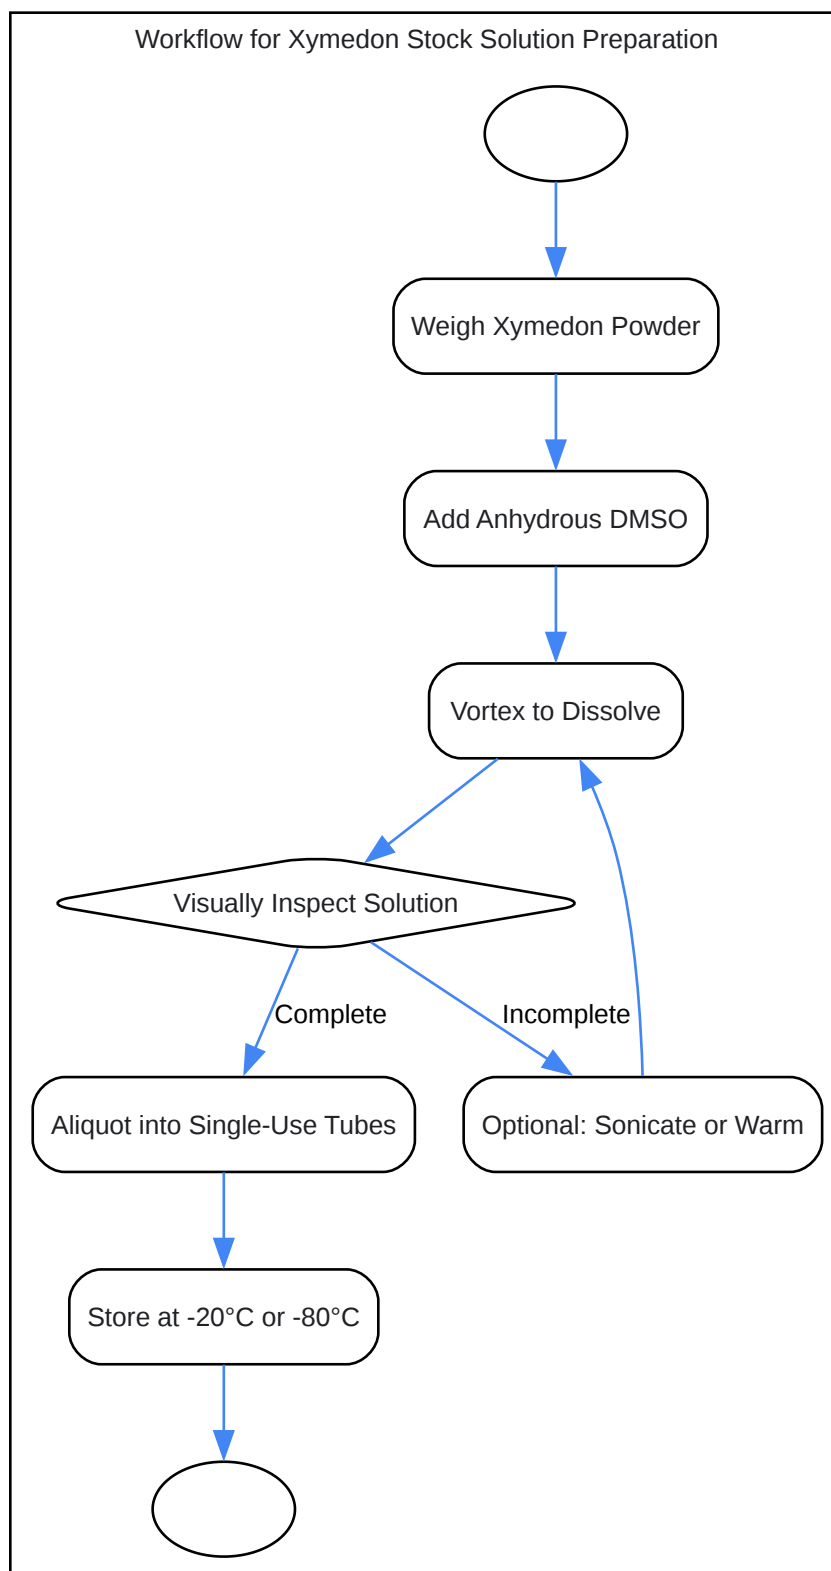 Workflow for Xymedon Stock Solution Preparation
Weigh Xymedon Powder
Add Anhydrous DMSO
Vortex to Dissolve
Visually Inspect Solution
Complete
Incomplete
Aliquot into Single-Use Tubes
Optional: Sonicate or Warm
Store at -20°C or -80°C